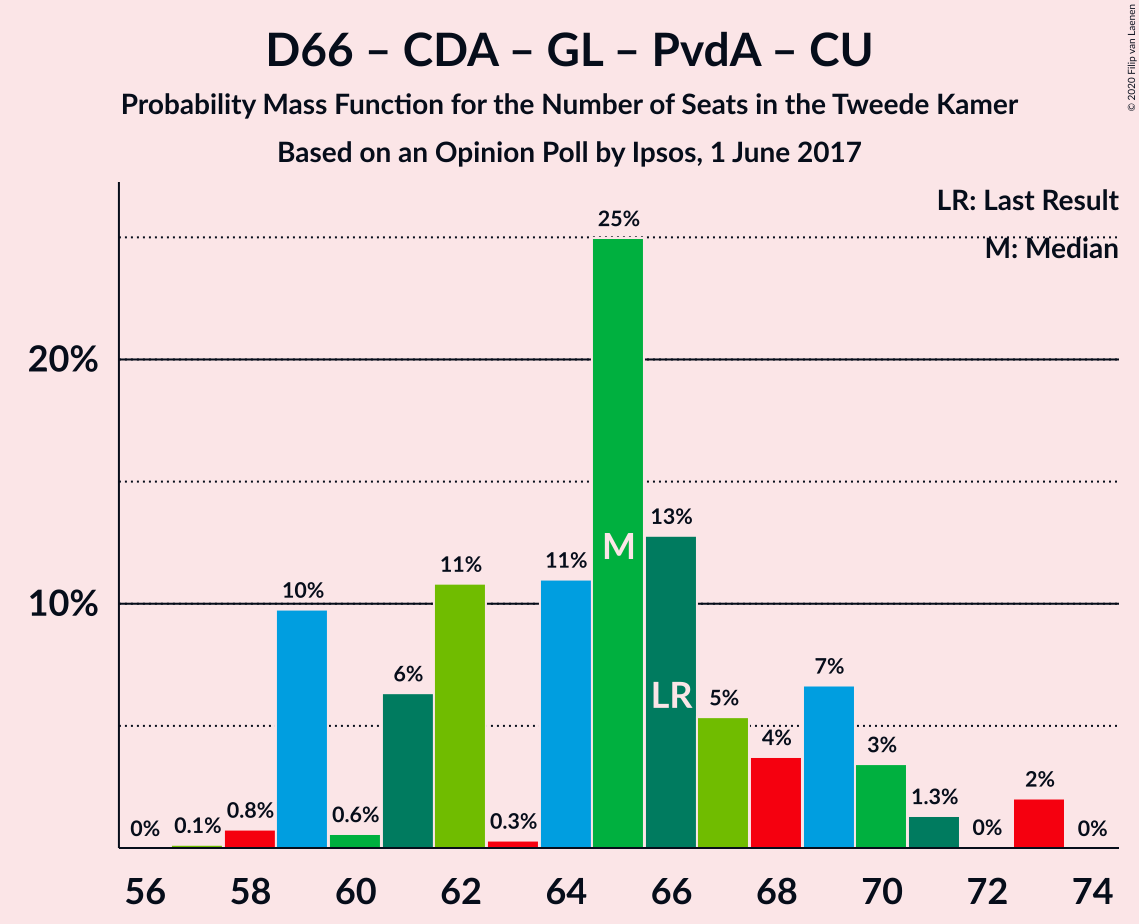 D66 – CDA – GL – PvdA – CU
Probability Mass Function for the Number of Seats in the Tweede Kamer
Based on an Opinion Poll by Ipsos, 1 June 2017
© 2020 Filip van Laenen
LR: Last Result
M: Median
20%
10%
0%
0.1%
0.8%
10%
0.6%
6%
11%
0.3%
11%
25%
13%
5%
4%
7%
3%
1.3%
0%
2%
0%
M
LR
56 58 60 62 64 66 68 70 72 74